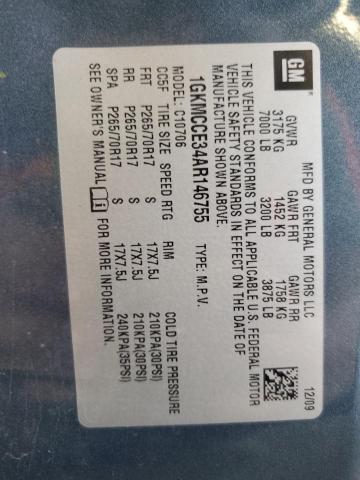 GM
MFD BY GENERAL MOTORS LLC 12/09
GVWR GAWR FRT GAWR RR
3175 KG 1452 KG 1758 KG
7000 LB 3200 LB 3875 LB
THIS VEHICLE CONFORMS TO ALL APPLICABLE U.S. FEDERAL MOTOR
VEHICLE SAFETY STANDARDS IN EFFECT ON THE DATE OF
MANUFACTURE SHOWN ABOVE.
1GKMCCE34AR146755 TYPE: M.P.V.
MODEL: C10706
CC5F TIRE SIZE SPEED RTG RIM COLD TIRE PRESSURE
FRT P265/70R17 S 17X7.5J 210KPA(30PSI)
RR P265/70R17 S 17X7.5J 210KPA(30PSI)
SPA P265/70R17 S 17X7.5J 240KPA(35PSI)
SEE OWNER'S MANUAL i FOR MORE INFORMATION.